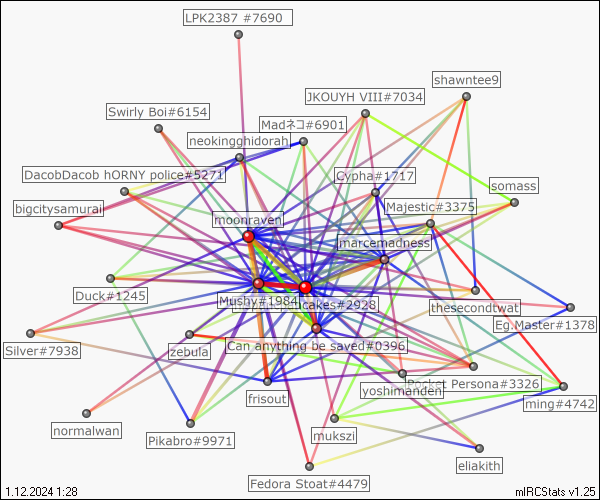 LPK2387 #7690
shawntee9
JKOUYH VIII#7034
Swirly Boi#6154
Madネコ#6901
neokingghidorah
DacobDacob hORNY police#5271
Cypha#1717
somass
bigcitysamurai
Majestic#3375
moonraven
marcemadness
Duck#1245
Mushy#1984
cakes#2928
thesecondtwat
Eg.Master#1378
Can anything be saved#0396
Silver#7938
zebula
Pocket Persona#3326
yoshimanden
frisout
ming#4742
normalwan
mukszi
Pikabro#9971
eliakith
Fedora Stoat#4479
1.12.2024 1:28
mIRCStats v1.25